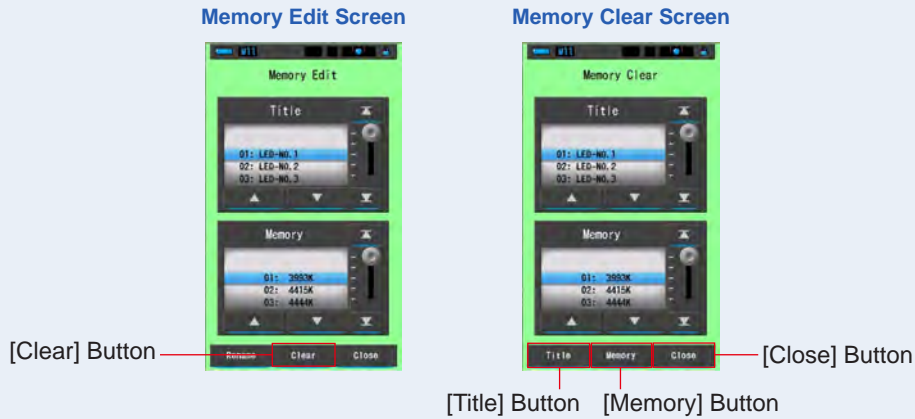 Memory Edit Screen
M11
Memory Edit
Title
01: LED-NO.1
02: LED-NO.2
03: LED-NO.3
Memory
01: 3993K
02: 4415K
03: 4444K
Rename Clear Close
[Clear] Button
Memory Clear Screen
M11
Memory Clear
Title
01: LED-NO.1
02: LED-NO.2
03: LED-NO.3
Memory
01: 3993K
02: 4415K
03: 4444K
Title Memory Close
[Close] Button
[Title] Button [Memory] Button